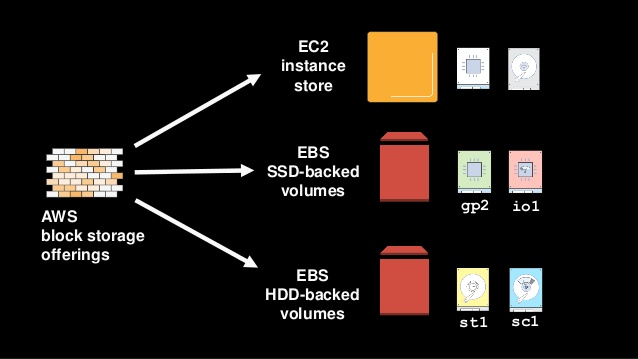 EC2
instance
store
EBS
SSD-backed
volumes
gp2
io1
AWS
block storage
offerings
EBS
HDD-backed
volumes
st1
sc1